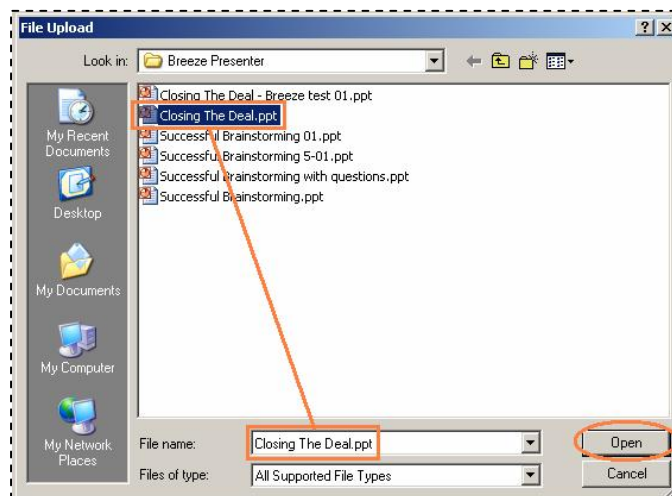 File Upload
Look in: Breeze Presenter
Closing The Deal - Breeze test 01.ppt
Closing The Deal.ppt
Successful Brainstorming 01.ppt
Successful Brainstorming 5-01.ppt
Successful Brainstorming with questions.ppt
Successful Brainstorming.ppt
My Recent
Documents
Desktop
My Documents
My Computer
My Network
Places
File name: Closing The Deal.ppt Open
Files of type: All Supported File Types Cancel